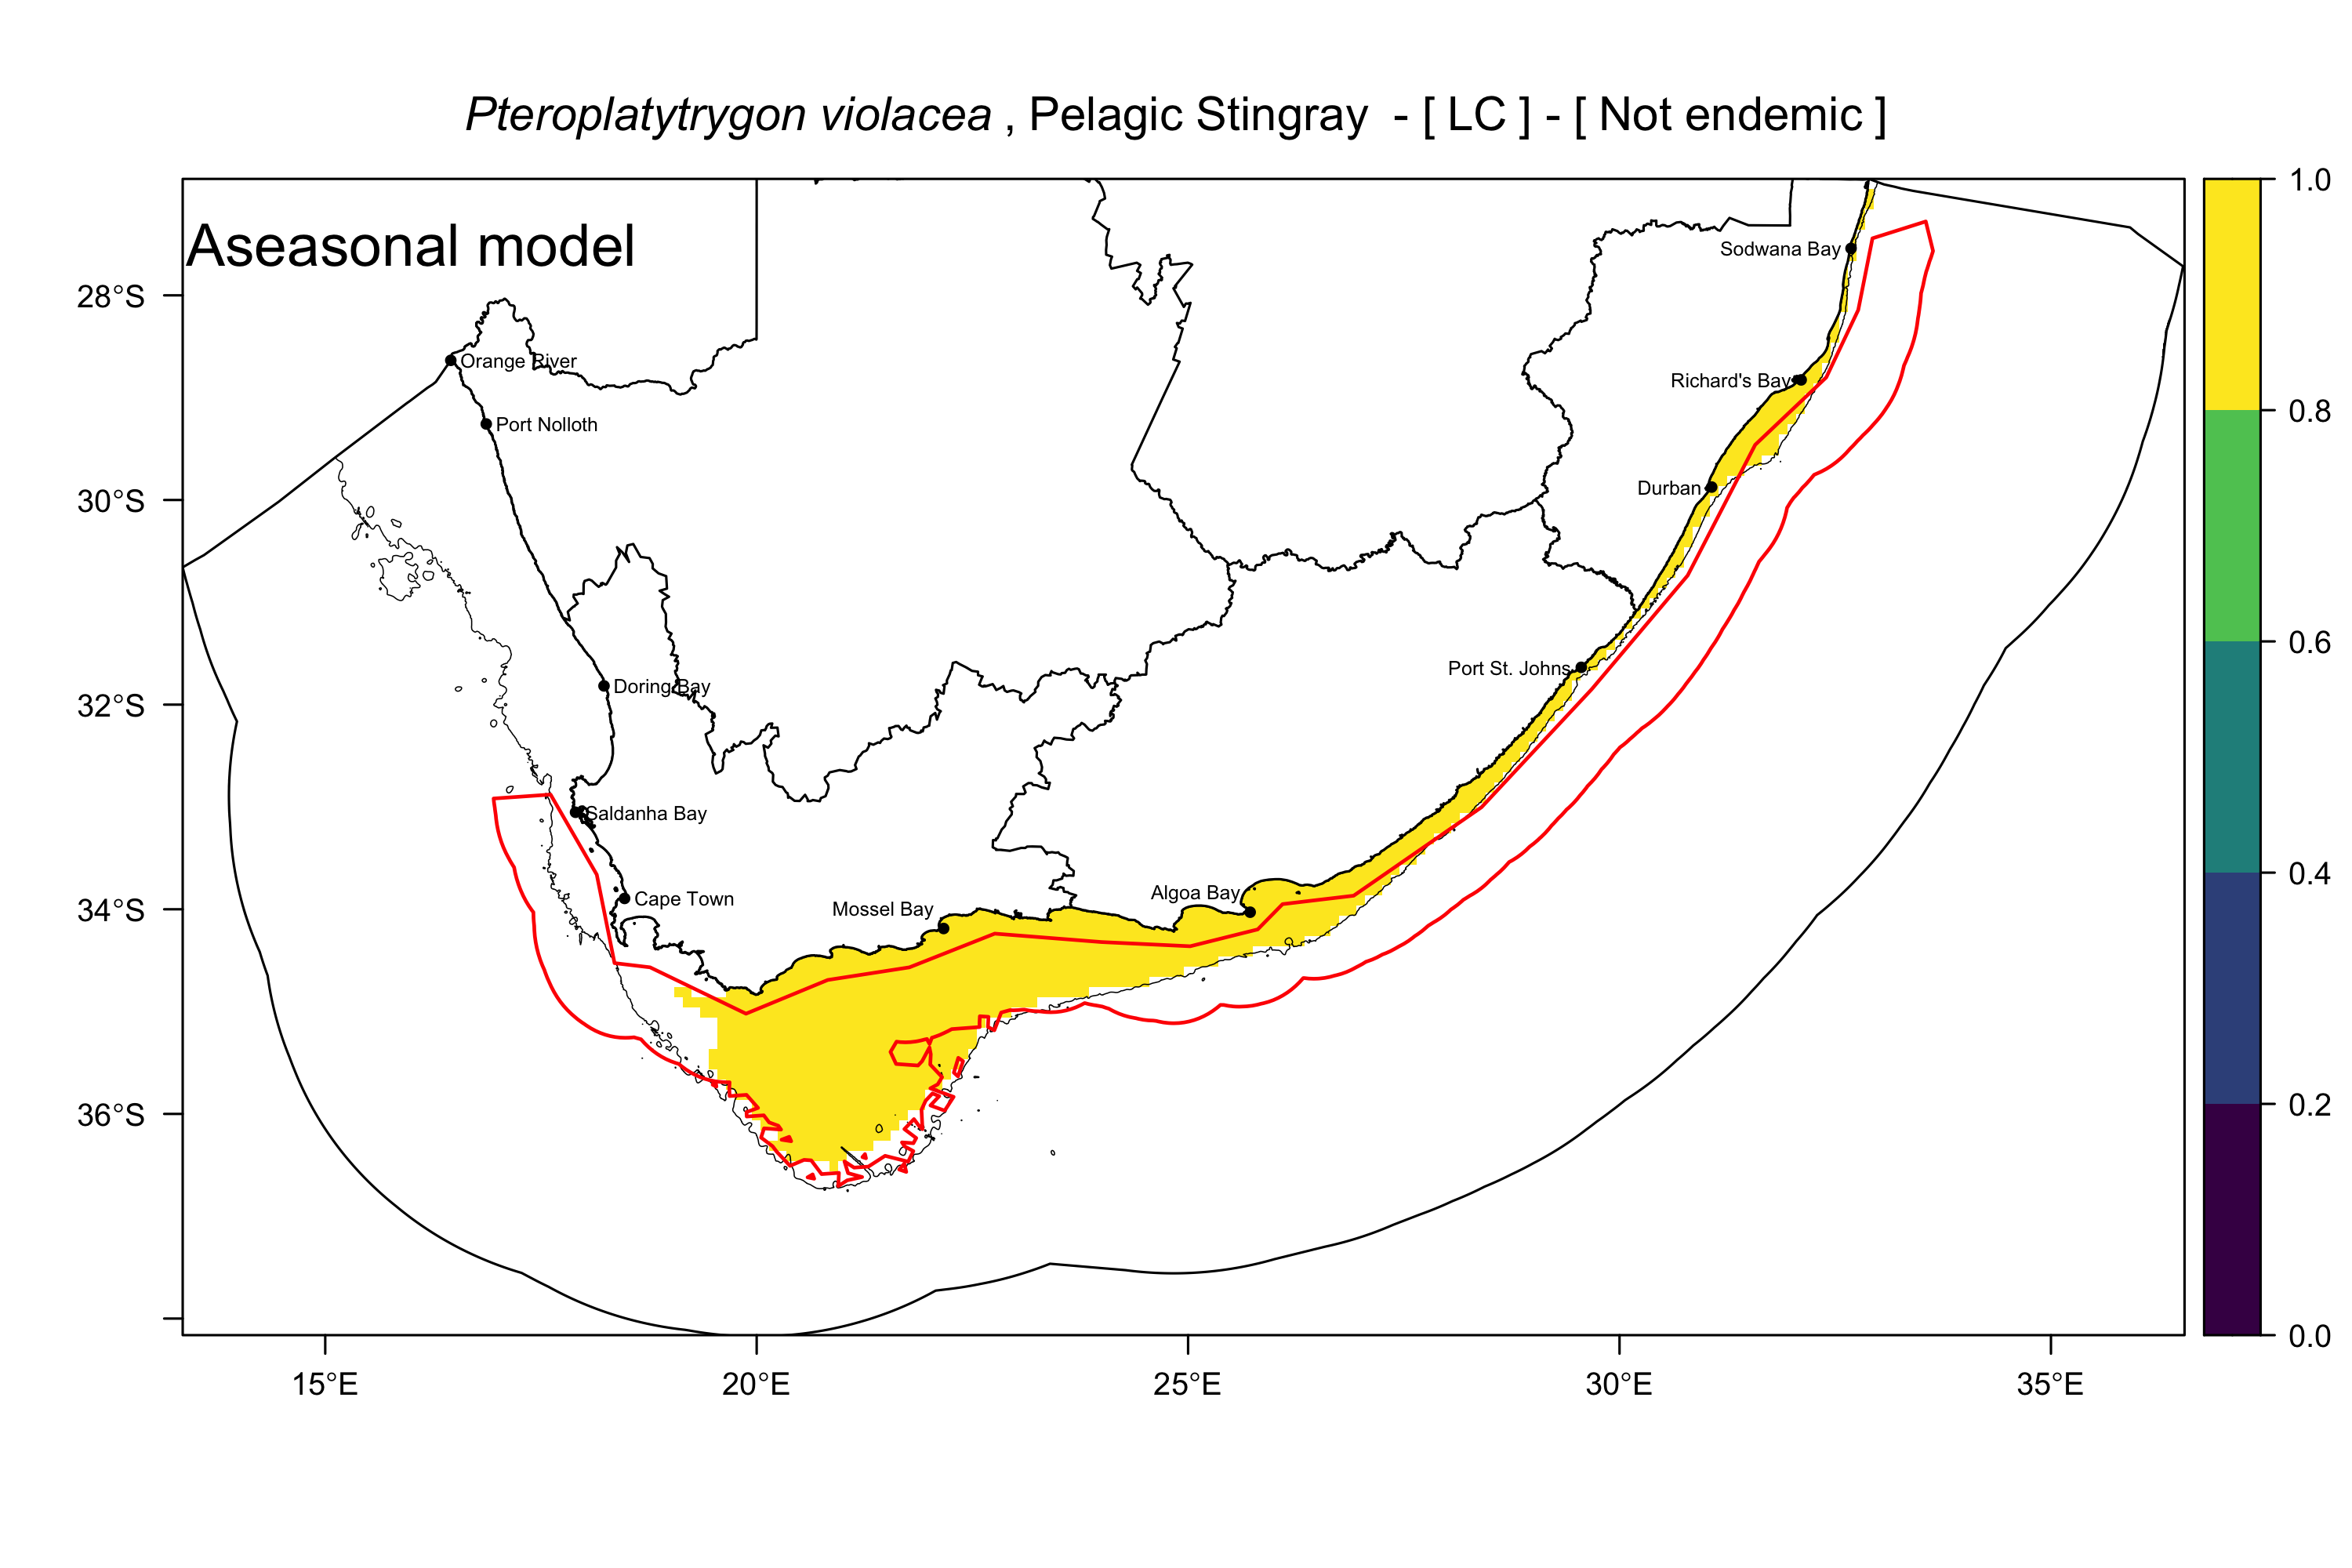 Pteroplatytrygon violacea , Pelagic Stingray - [ LC ] - [ Not endemic ]
Aseasonal model
1.0
0.8
0.6
0.4
0.2
0.0
28°S
30°S
32°S
34°S
36°S
Sodwana Bay
Orange River
Richard's Bay
Port Nolloth
Durban
Port St. Johns
Doring Bay
Saldanha Bay
Cape Town
Algoa Bay
Mossel Bay
15°E
20°E
25°E
30°E
35°E